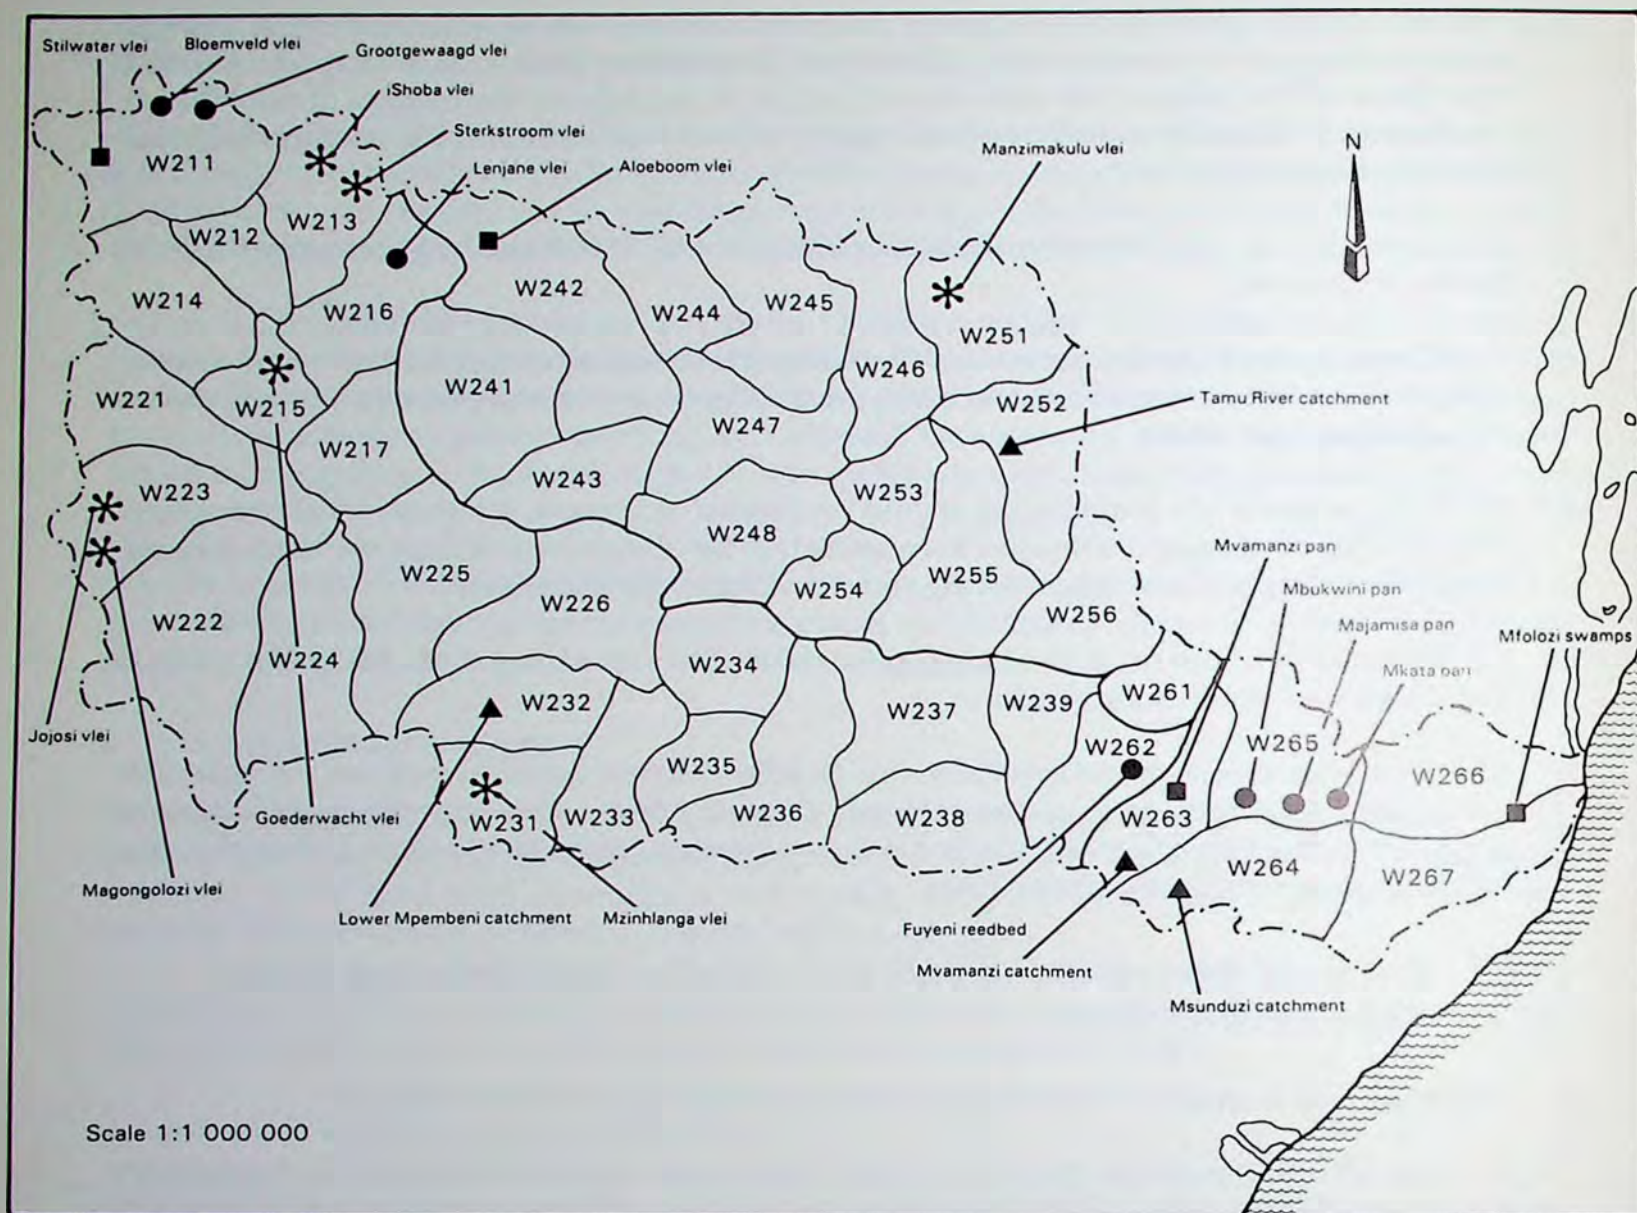 Stilwater vlei
Bloemveld vlei
Grootgewaagd vlei
iShoba vlei
Sterkstroom vlei
Lenjane vlei
Aloeboom vlei
Manzimakulu vlei
N
W211
W212
W213
W214
W216
W242
W244
W245
W246
W251
W221
W215
W241
W247
W252
Tamu River catchment
W217
W223
W243
W253
W248
W225
W226
W254
W255
W256
Mvamanzi pan
Mbukwini pan
Majamisa pan
Mkata pan
Mfolozi swamps
W222
W224
W232
W234
W237
W239
W261
W262
W265
W266
Jojosi vlei
Goederwacht vlei
W231
W233
W235
W236
W238
W263
W264
W267
Magongolozi vlei
Lower Mpembeni catchment
Mzinhlanga vlei
Fuyeni reedbed
Mvamanzi catchment
Msunduzi catchment
Scale 1:1 000 000